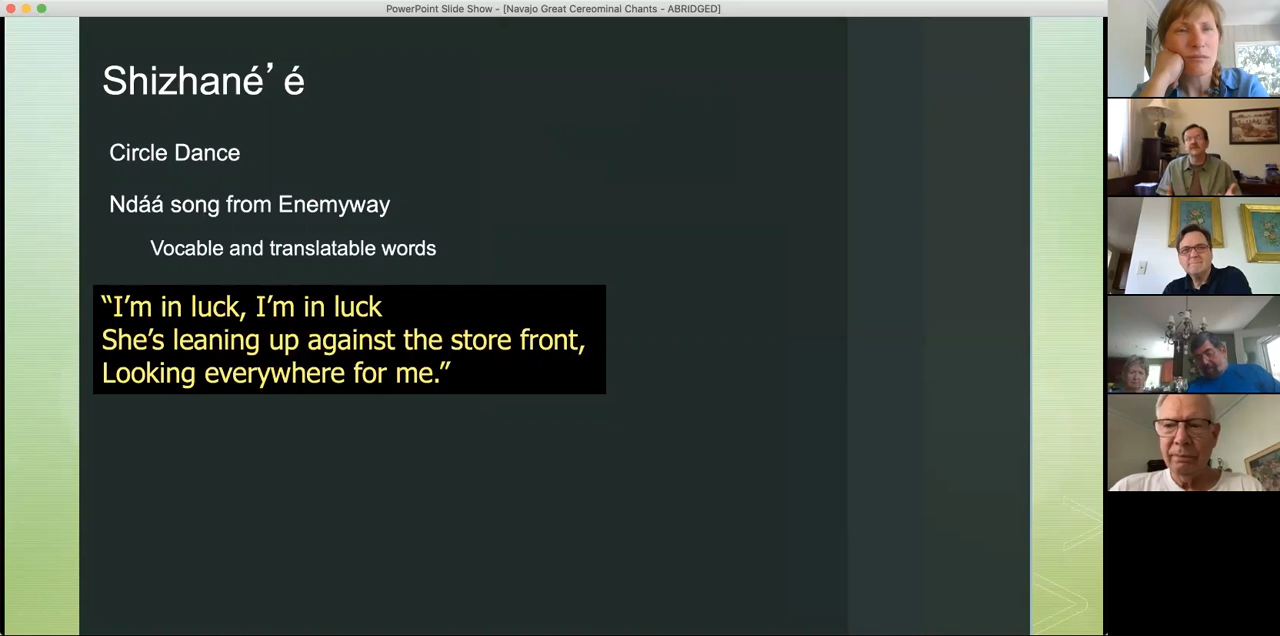 PowerPoint Slide Show - [Navajo Great Cereominal Chants - ABRIDGED]
Shizhané’é
Circle Dance
Ndáá song from Enemyway
Vocable and translatable words
“I’m in luck, I’m in luck
She’s leaning up against the store front,
Looking everywhere for me.”